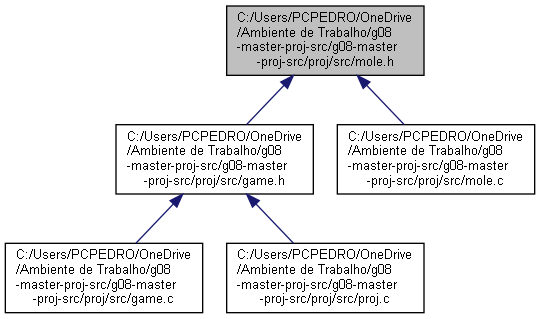 C:/Users/PCPEDRO/OneDrive
/Ambiente de Trabalho/g08
-master-proj-src/g08-master
-proj-src/proj/src/mole.h
C:/Users/PCPEDRO/OneDrive
/Ambiente de Trabalho/g08
-master-proj-src/g08-master
-proj-src/proj/src/game.h
C:/Users/PCPEDRO/OneDrive
/Ambiente de Trabalho/g08
-master-proj-src/g08-master
-proj-src/proj/src/mole.c
C:/Users/PCPEDRO/OneDrive
/Ambiente de Trabalho/g08
-master-proj-src/g08-master
-proj-src/proj/src/game.c
C:/Users/PCPEDRO/OneDrive
/Ambiente de Trabalho/g08
-master-proj-src/g08-master
-proj-src/proj/src/proj.c